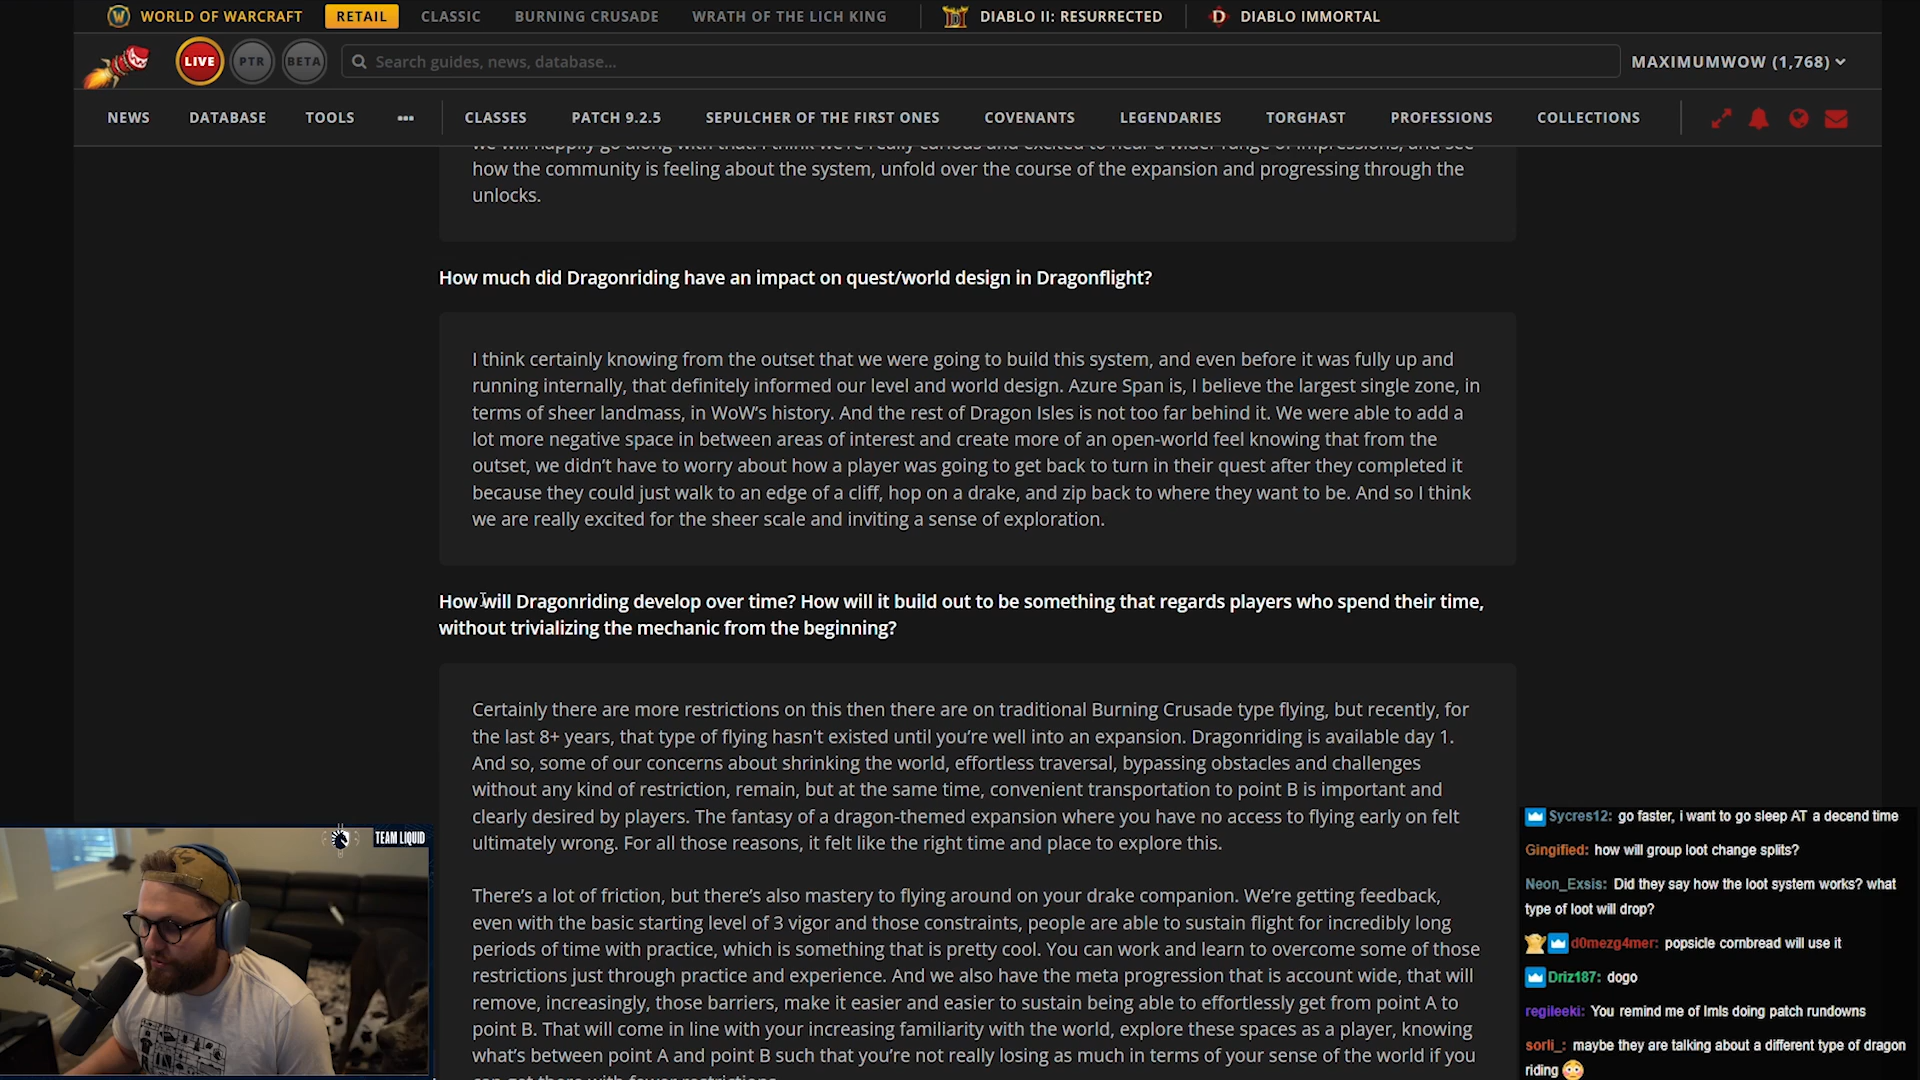 WORLD OF WARCRAFT RETAIL CLASSIC BURNING CRUSADE WRATH OF THE LICH KING DIABLO II: RESURRECTED DIABLO IMMORTAL
LIVE PTR BETA Search guides, news, database... MAXIMUMWOW (1,768)
NEWS DATABASE TOOLS ••• CLASSES PATCH 9.2.5 SEPULCHER OF THE FIRST ONES COVENANTS LEGENDARIES TORGHAST PROFESSIONS COLLECTIONS
we will happily go along with that. I think we're really curious and excited to hear a wider range of impressions, and see
how the community is feeling about the system, unfold over the course of the expansion and progressing through the
unlocks.
How much did Dragonriding have an impact on quest/world design in Dragonflight?
I think certainly knowing from the outset that we were going to build this system, and even before it was fully up and
running internally, that definitely informed our level and world design. Azure Span is, I believe the largest single zone, in
terms of sheer landmass, in WoW's history. And the rest of Dragon Isles is not too far behind it. We were able to add a
lot more negative space in between areas of interest and create more of an open-world feel knowing that from the
outset, we didn't have to worry about how a player was going to get back to turn in their quest after they completed it
because they could just walk to an edge of a cliff, hop on a drake, and zip back to where they want to be. And so I think
we are really excited for the sheer scale and inviting a sense of exploration.
How will Dragonriding develop over time? How will it build out to be something that regards players who spend their time,
without trivializing the mechanic from the beginning?
Certainly there are more restrictions on this then there are on traditional Burning Crusade type flying, but recently, for
the last 8+ years, that type of flying hasn't existed until you're well into an expansion. Dragonriding is available day 1.
And so, some of our concerns about shrinking the world, effortless traversal, bypassing obstacles and challenges
without any kind of restriction, remain, but at the same time, convenient transportation to point B is important and
clearly desired by players. The fantasy of a dragon-themed expansion where you have no access to flying early on felt
ultimately wrong. For all those reasons, it felt like the right time and place to explore this.
There's a lot of friction, but there's also mastery to flying around on your drake companion. We're getting feedback,
even with the basic starting level of 3 vigor and those constraints, people are able to sustain flight for incredibly long
periods of time with practice, which is something that is pretty cool. You can work and learn to overcome some of those
restrictions just through practice and experience. And we also have the meta progression that is account wide, that will
remove, increasingly, those barriers, make it easier and easier to sustain being able to effortlessly get from point A to
point B. That will come in line with your increasing familiarity with the world, explore these spaces as a player, knowing
what's between point A and point B such that you're not really losing as much in terms of your sense of the world if you
can get there with fewer restrictions.
TEAM LIQUID
Sycres12: go faster, i want to go sleep AT a decend time
Gingified: how will group loot change splits?
Neon_Exsis: Did they say how the loot system works? what
type of loot will drop?
d0mezg4mer: popsicle cornbread will use it
Driz187: dogo
regileeki: You remind me of Imls doing patch rundowns
sorli_: maybe they are talking about a different type of dragon
riding